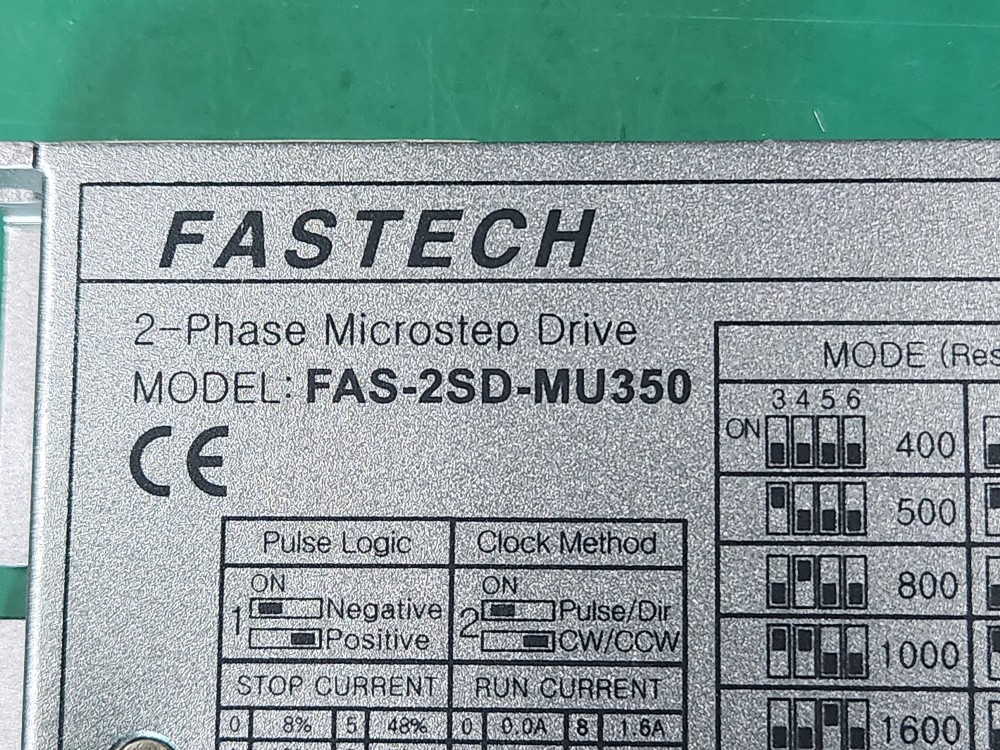 FASTECH
2-Phase Microstep Drive
MODEL: FAS-2SD-MU350
CE
MODE (Res
3 4 5 6
ON 400
500
800
1000
1600
Pulse Logic Clock Method
ON ON
1 Negative 2 Pulse/Dir
Positive CW/CCW
STOP CURRENT RUN CURRENT
0 8% 5 48% 0 0.0A 8 1.6A